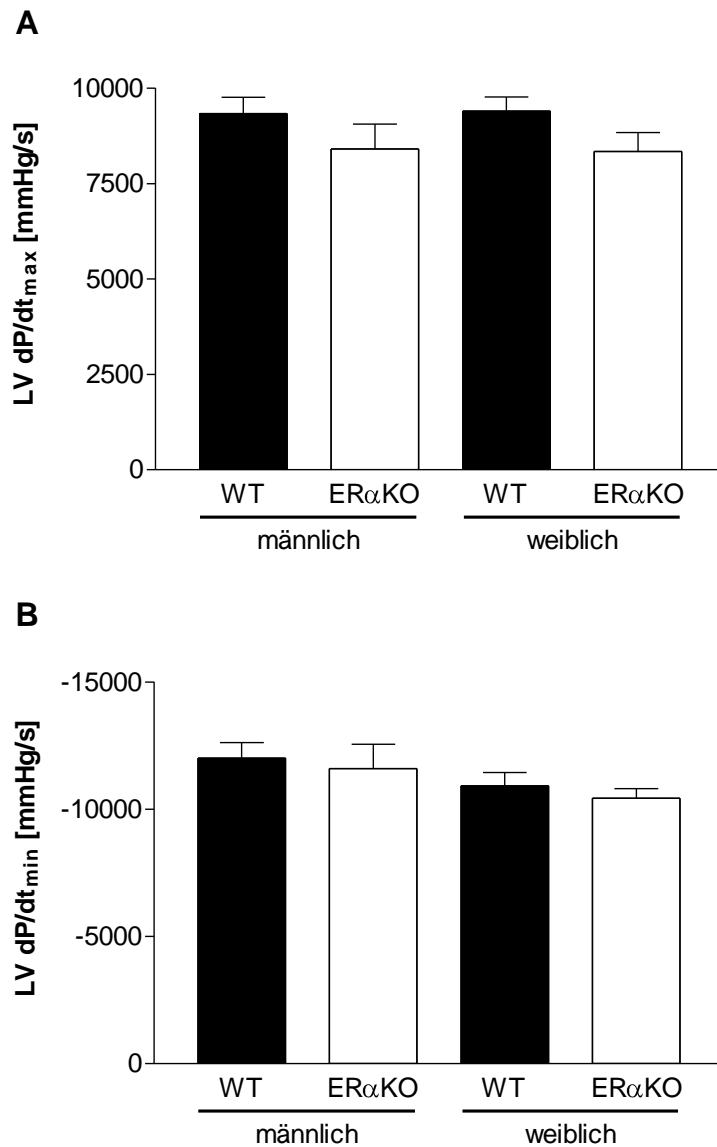 A
LV dP/dtmax [mmHg/s]
10000
7500
5000
2500
0
WT ERαKO WT ERαKO
männlich weiblich
B
LV dP/dtmin [mmHg/s]
-15000
-10000
-5000
0
WT ERαKO WT ERαKO
männlich weiblich